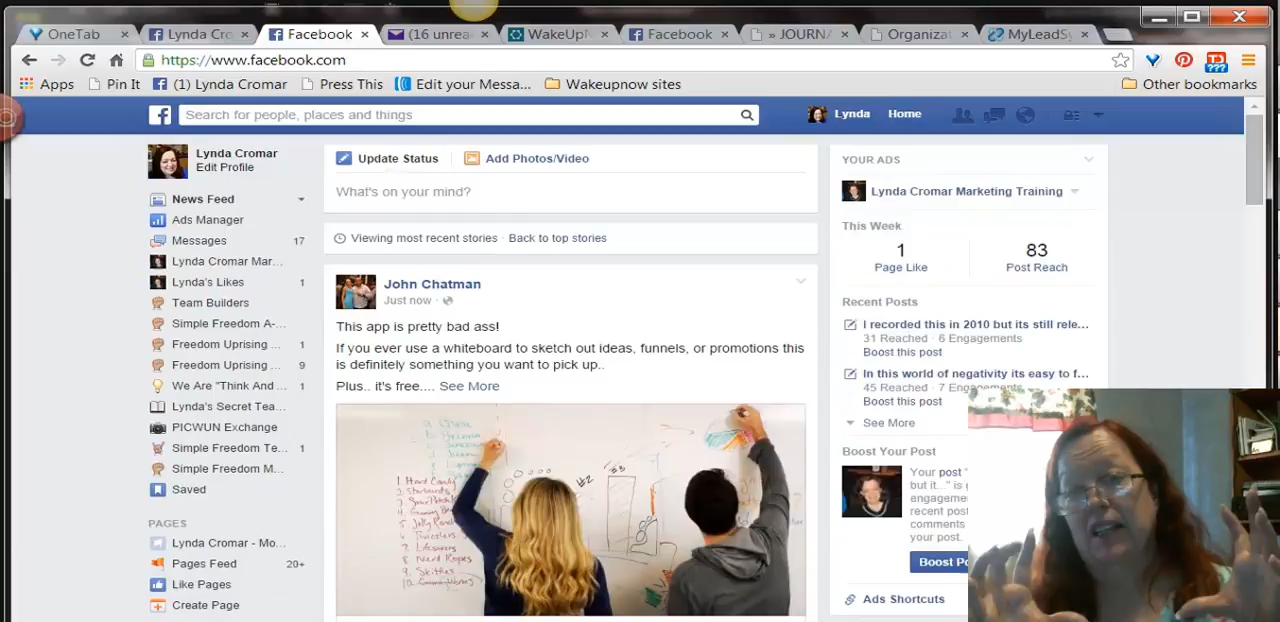 OneTab
Lynda Cro
Facebook
(16 unrea
WakeUpN
Facebook
» JOURNA
Organizat
MyLeadSy
https://www.facebook.com
Apps
Pin It
(1) Lynda Cromar
Press This
Edit your Messa...
Wakeupnow sites
Other bookmarks
???
Search for people, places and things
Lynda
Home
Lynda Cromar
Edit Profile
News Feed
Ads Manager
Messages 17
Lynda Cromar Mar...
Lynda's Likes 1
Team Builders
Simple Freedom A-...
Freedom Uprising ... 1
Freedom Uprising ... 9
We Are "Think And ... 1
Lynda's Secret Tea...
PICWUN Exchange
Simple Freedom Te... 1
Simple Freedom M...
Saved
PAGES
Lynda Cromar - Mo...
Pages Feed 20+
Like Pages
Create Page
Update Status
Add Photos/Video
What's on your mind?
Viewing most recent stories · Back to top stories
John Chatman
Just now ·
This app is pretty bad ass!
If you ever use a whiteboard to sketch out ideas, funnels, or promotions this
is definitely something you want to pick up..
Plus.. it's free.... See More
YOUR ADS
Lynda Cromar Marketing Training
This Week
1 83
Page Like Post Reach
Recent Posts
I recorded this in 2010 but its still rele...
31 Reached · 6 Engagements
Boost this post
In this world of negativity its easy to f...
45 Reached · 7 Engagements
Boost this post
See More
Boost Your Post
Your post "
but it..." is g
engageme
recent post
comments
your post.
Boost Po
Ads Shortcuts